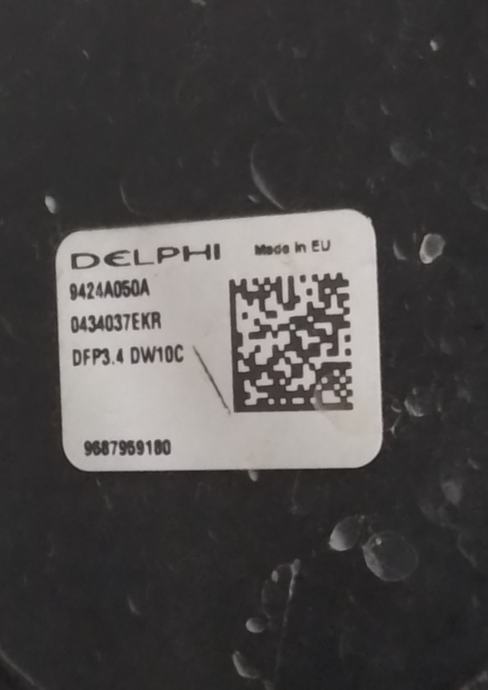 DELPHI Made in EU
9424A050A
0434037EKR
DFP3.4 DW10C
9687959180